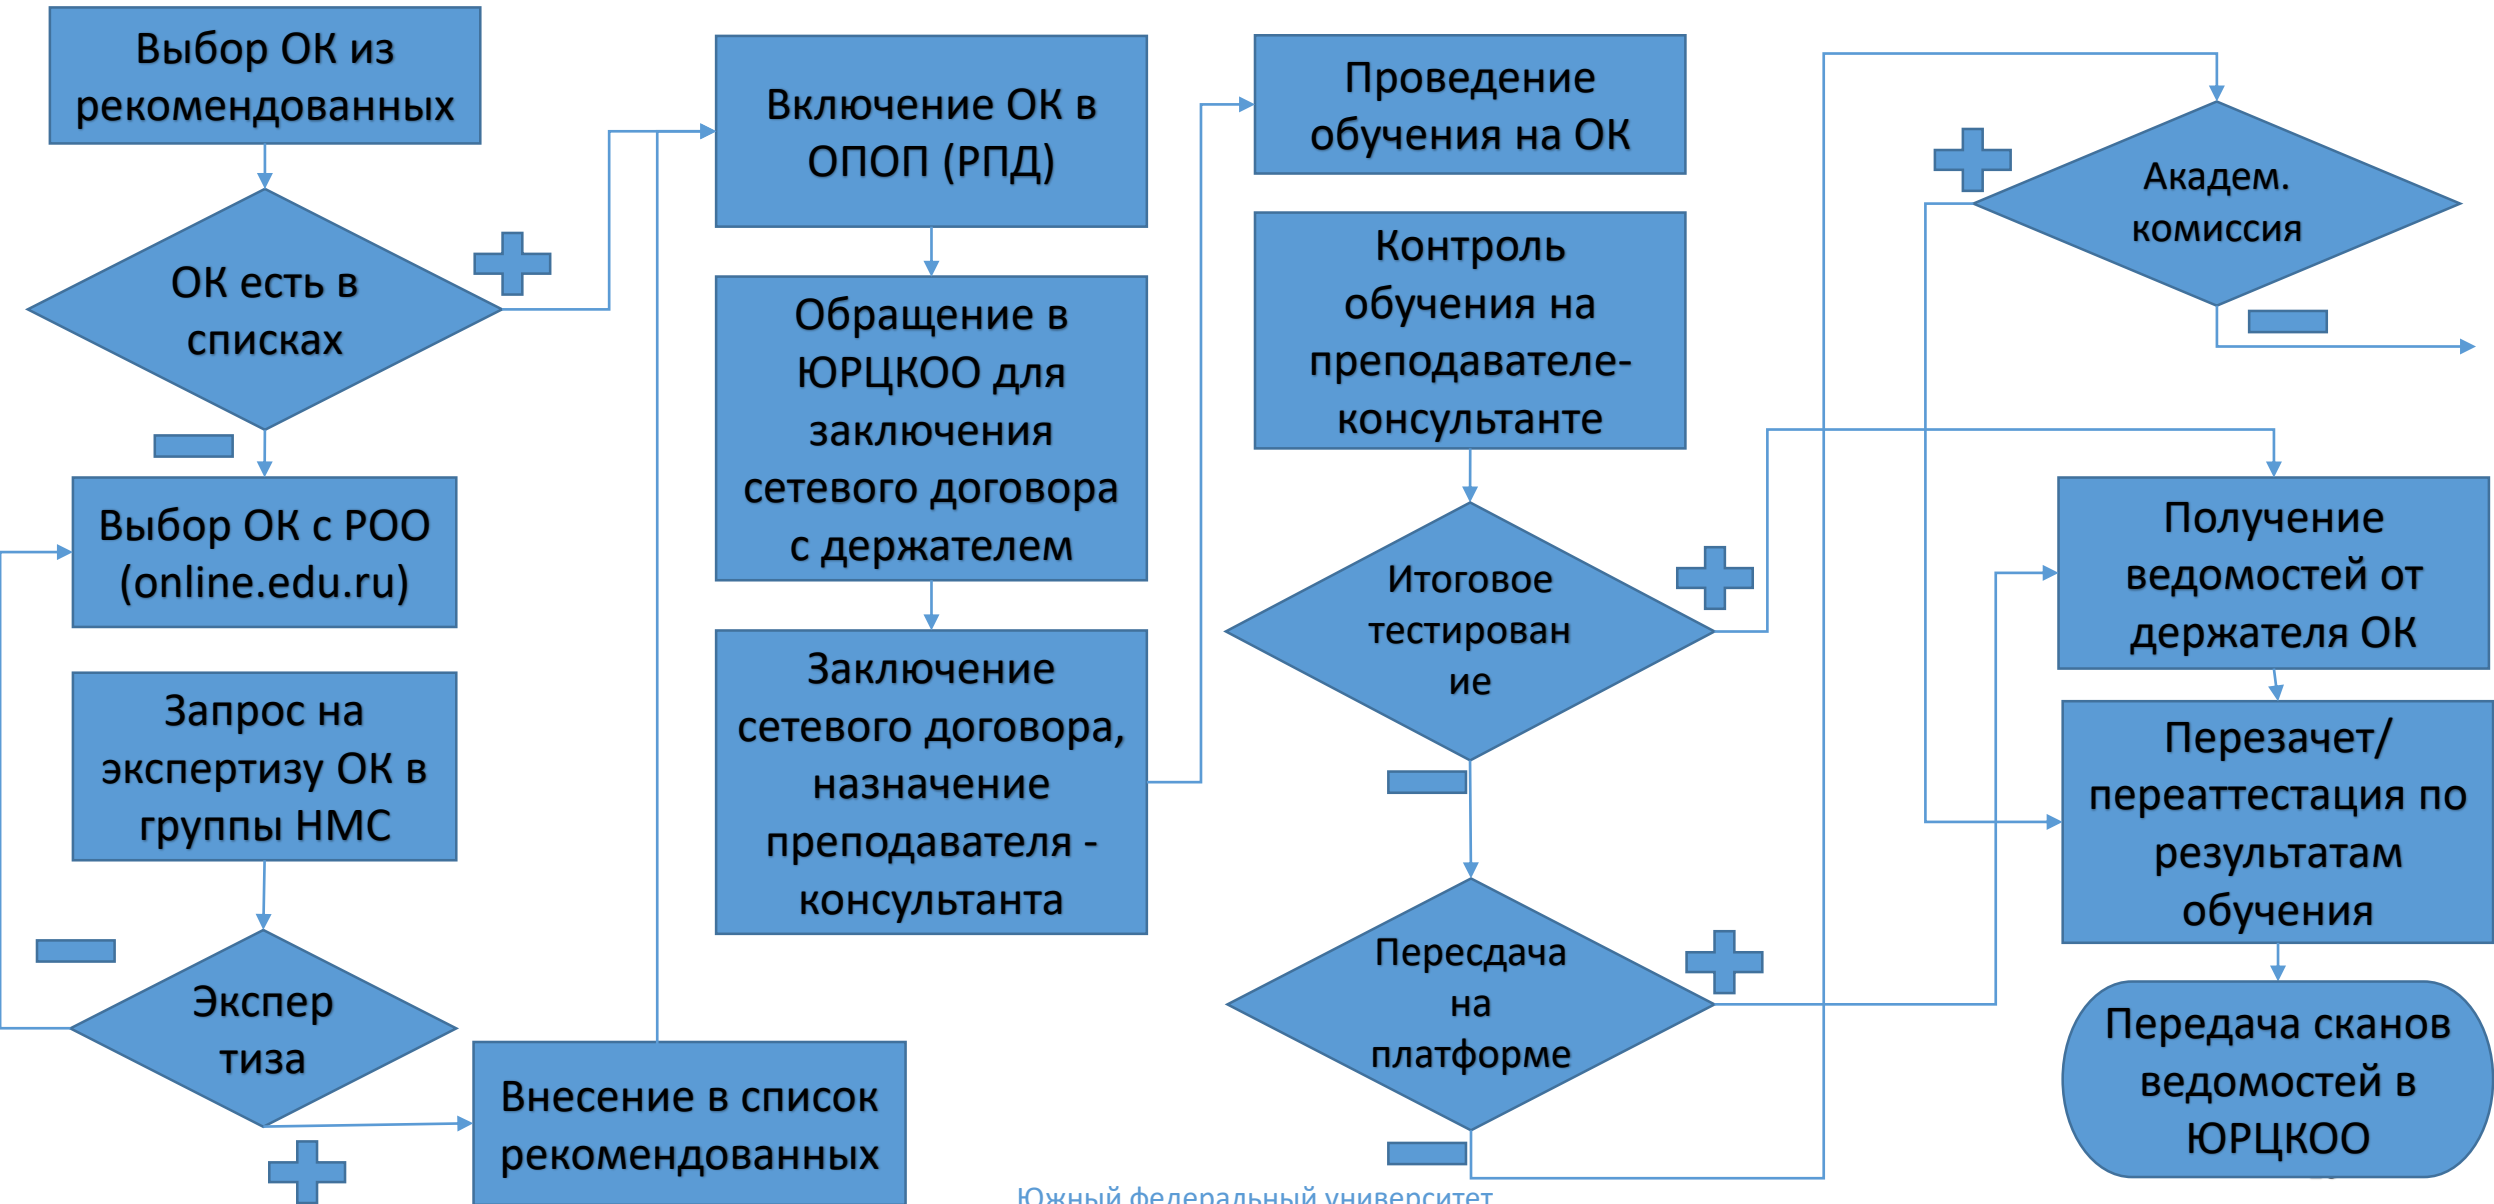 Выбор ОК из
рекомендованных
ОК есть в
списках
Выбор ОК с РОО
(online.edu.ru)
Запрос на
экспертизу ОК в
группы НМС
Экспер
тиза
Внесение в список
рекомендованных
Включение ОК в
ОПОП (РПД)
Обращение в
ЮРЦКОО для
заключения
сетевого договора
с держателем
Заключение
сетевого договора,
назначение
преподавателя -
консультанта
Проведение
обучения на ОК
Контроль
обучения на
преподавателе-
консультанте
Итоговое
тестирован
ие
Пересдача
на
платформе
Академ.
комиссия
Получение
ведомостей от
держателя ОК
Перезачет/
переаттестация по
результатам
обучения
Передача сканов
ведомостей в
ЮРЦКОО
Южный федеральный университет